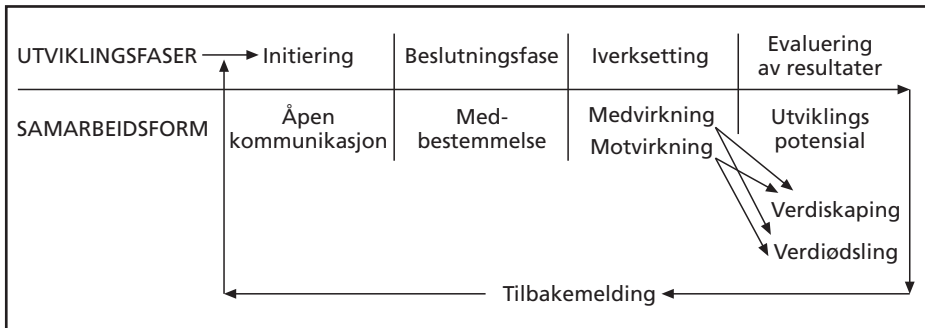 UTVIKLINGSFASER Initiering Beslutningsfase Iverksetting Evaluering
av resultater
SAMARBEIDSFORM Åpen
kommunikasjon Med-
bestemmelse Medvirkning
Motvirkning Utviklings
potensial
Verdiskaping
Verdiødsling
Tilbakemelding